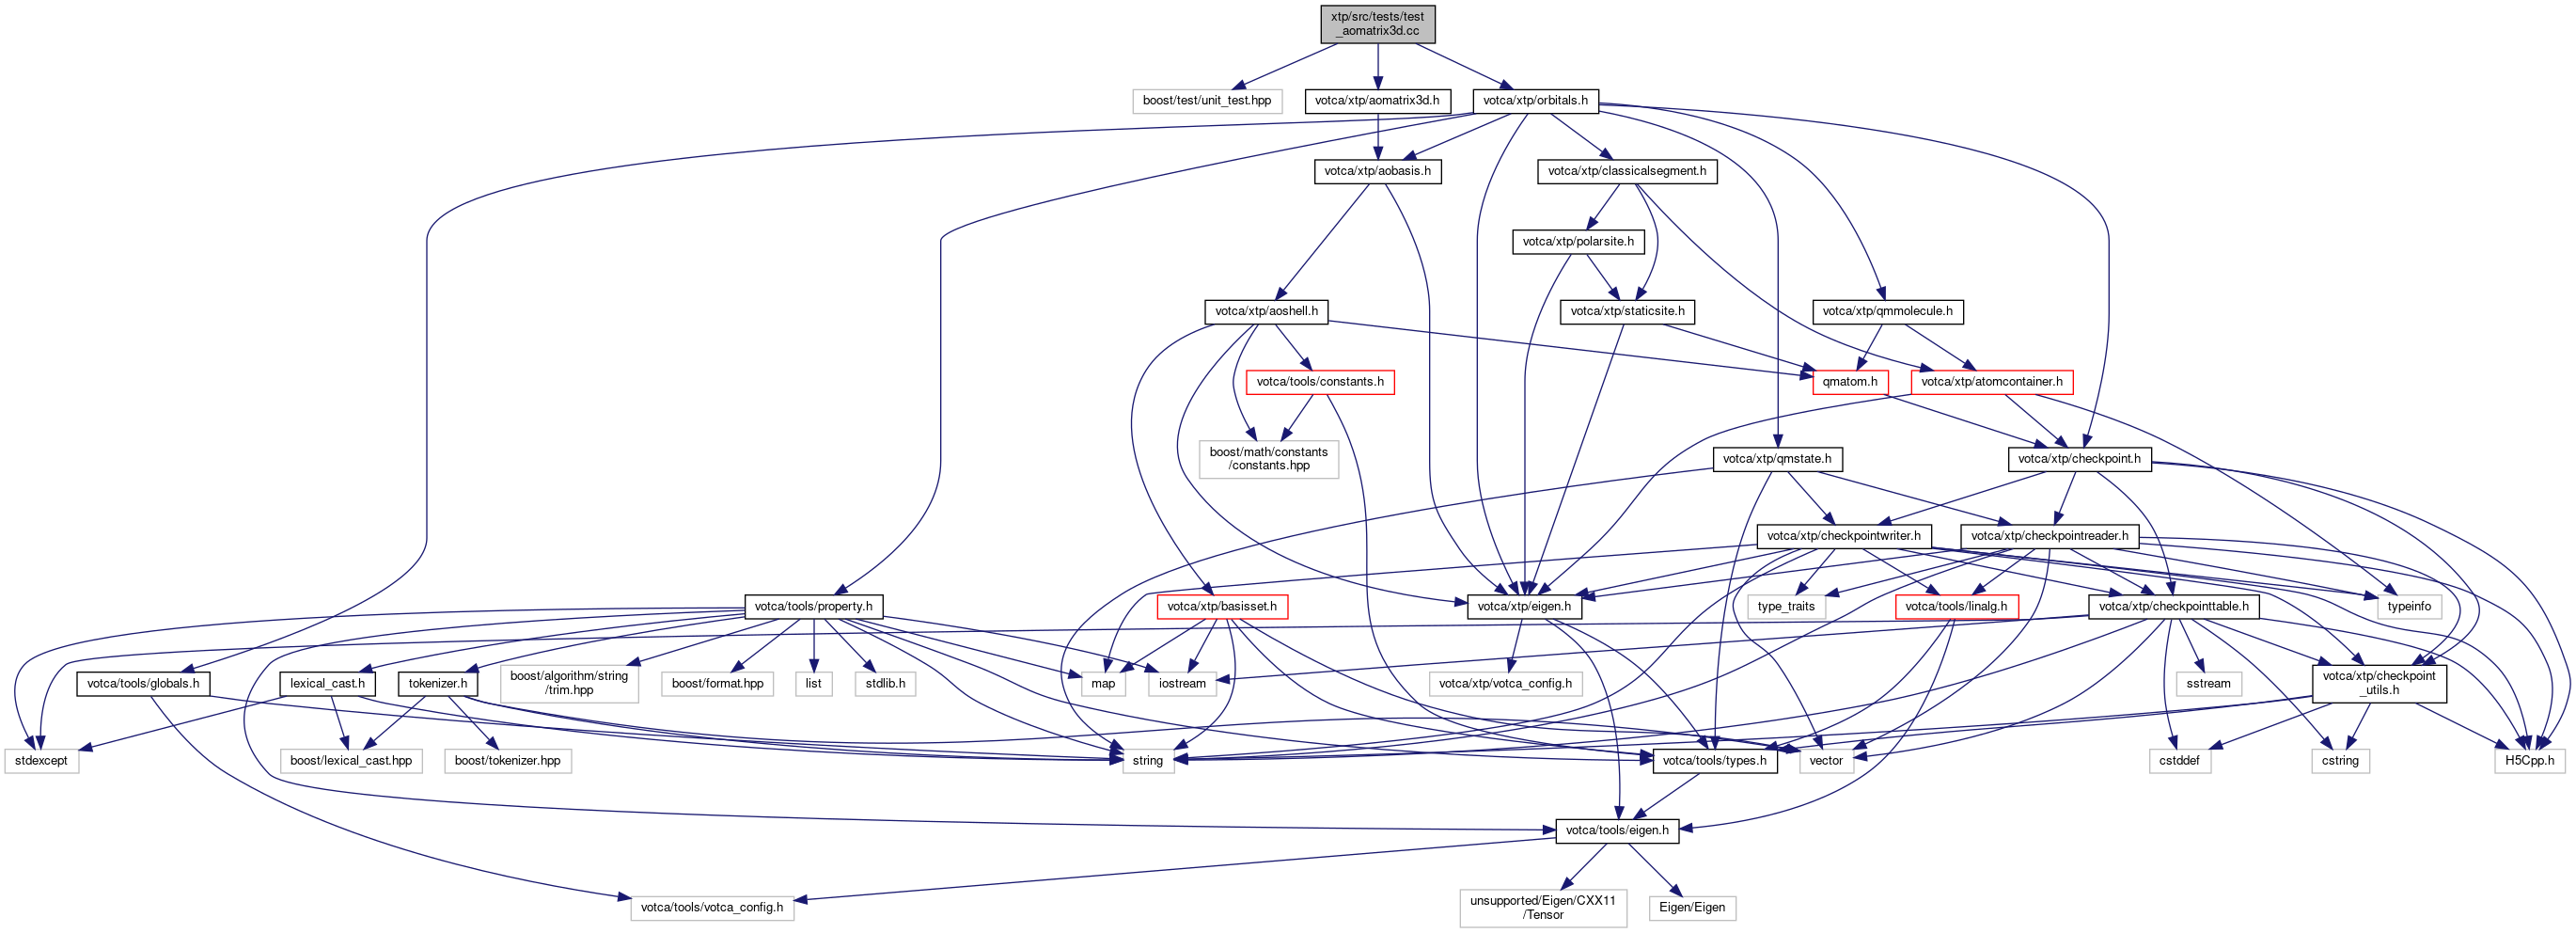 xtp/src/tests/test
_aomatrix3d.cc
boost/test/unit_test.hpp
votca/xtp/aomatrix3d.h
votca/xtp/orbitals.h
votca/xtp/aobasis.h
votca/xtp/classicalsegment.h
votca/xtp/polarsite.h
votca/xtp/aoshell.h
votca/xtp/staticsite.h
votca/xtp/qmmolecule.h
votca/tools/constants.h
qmatom.h
votca/xtp/atomcontainer.h
boost/math/constants
/constants.hpp
votca/xtp/qmstate.h
votca/xtp/checkpoint.h
votca/xtp/checkpointwriter.h
votca/xtp/checkpointreader.h
votca/tools/property.h
votca/xtp/basisset.h
votca/xtp/eigen.h
type_traits
votca/tools/linalg.h
votca/xtp/checkpointtable.h
typeinfo
votca/tools/globals.h
lexical_cast.h
tokenizer.h
boost/algorithm/string
/trim.hpp
boost/format.hpp
list
stdlib.h
map
iostream
votca/xtp/votca_config.h
sstream
votca/xtp/checkpoint
_utils.h
stdexcept
boost/lexical_cast.hpp
boost/tokenizer.hpp
string
votca/tools/types.h
vector
cstddef
cstring
H5Cpp.h
votca/tools/eigen.h
votca/tools/votca_config.h
unsupported/Eigen/CXX11
/Tensor
Eigen/Eigen